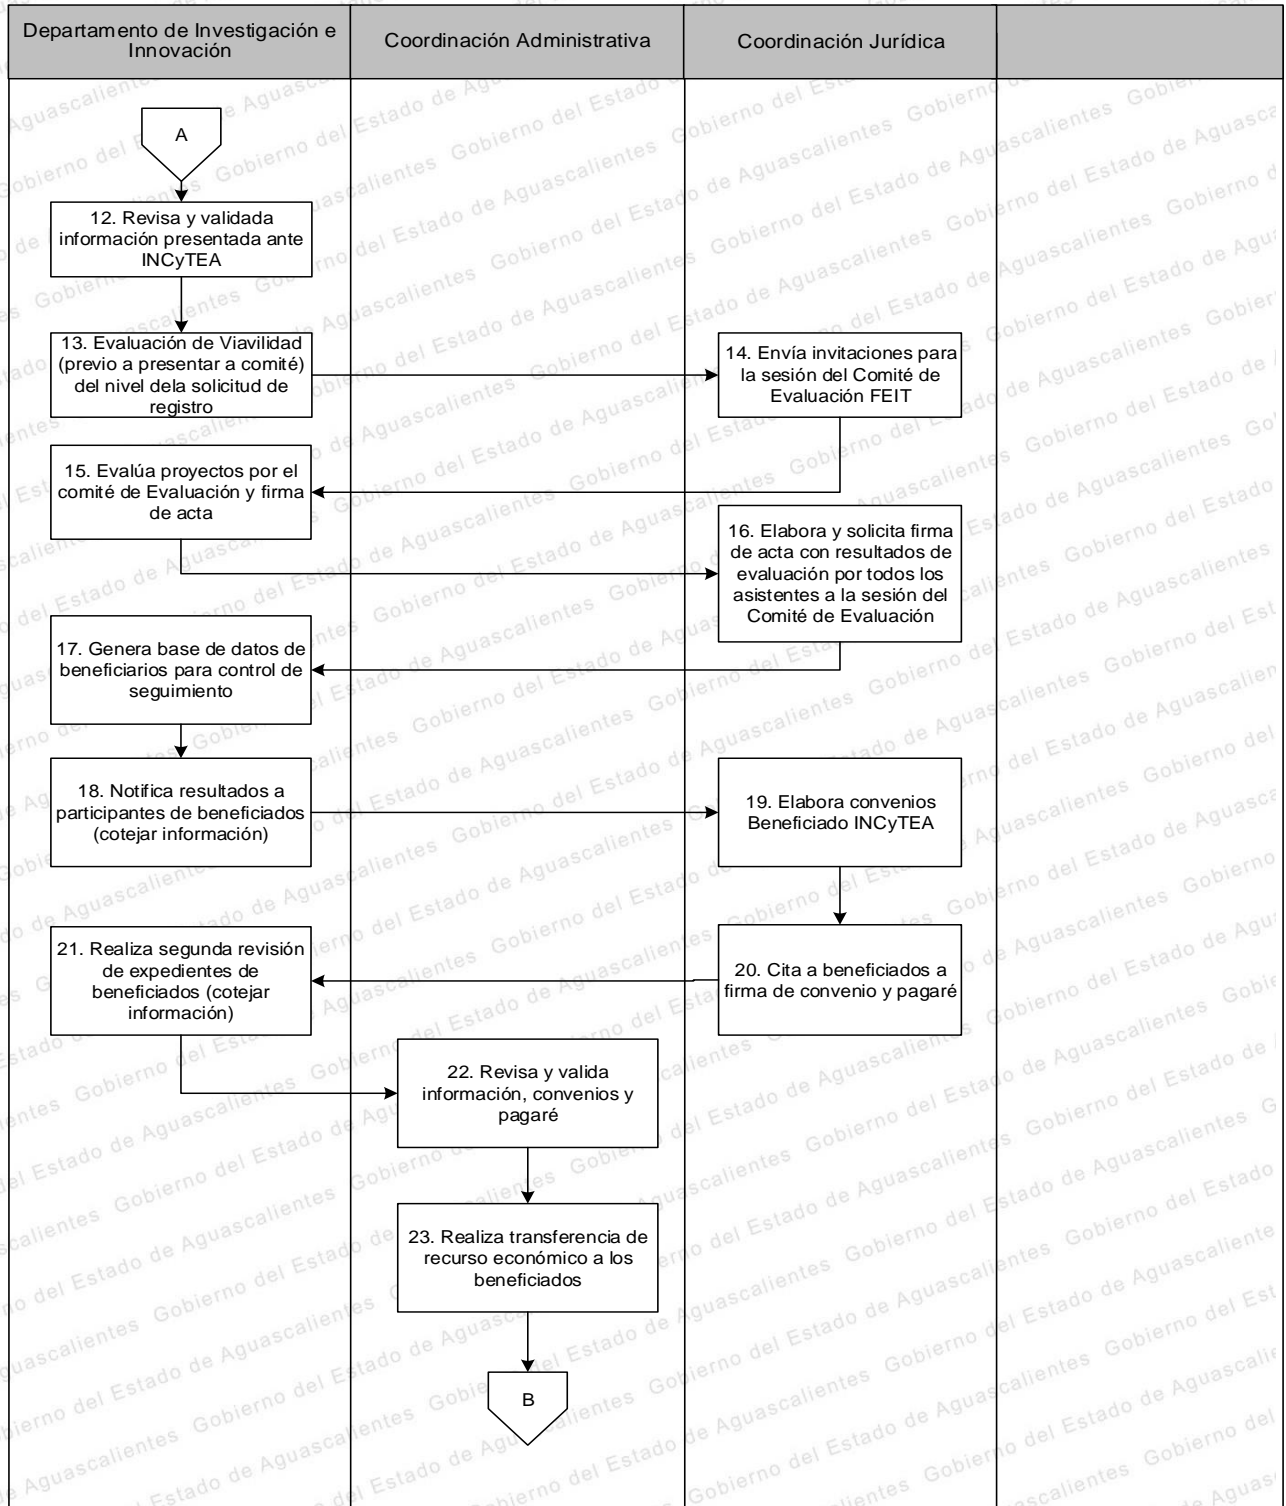 Departamento de Investigación e
Innovación
Coordinación Administrativa
Coordinación Jurídica
A
12. Revisa y validada
información presentada ante
INCyTEA
13. Evaluación de Viavilidad
(previo a presentar a comité)
del nivel dela solicitud de
registro
14. Envía invitaciones para
la sesión del Comité de
Evaluación FEIT
15. Evalúa proyectos por el
comité de Evaluación y firma
de acta
16. Elabora y solicita firma
de acta con resultados de
evaluación por todos los
asistentes a la sesión del
Comité de Evaluación
17. Genera base de datos de
beneficiarios para control de
seguimiento
18. Notifica resultados a
participantes de beneficiados
(cotejar información)
19. Elabora convenios
Beneficiado INCyTEA
20. Cita a beneficiados a
firma de convenio y pagaré
21. Realiza segunda revisión
de expedientes de
beneficiados (cotejar
información)
22. Revisa y valida
información, convenios y
pagaré
23. Realiza transferencia de
recurso económico a los
beneficiados
B
Gobierno del Estado de Aguascalientes